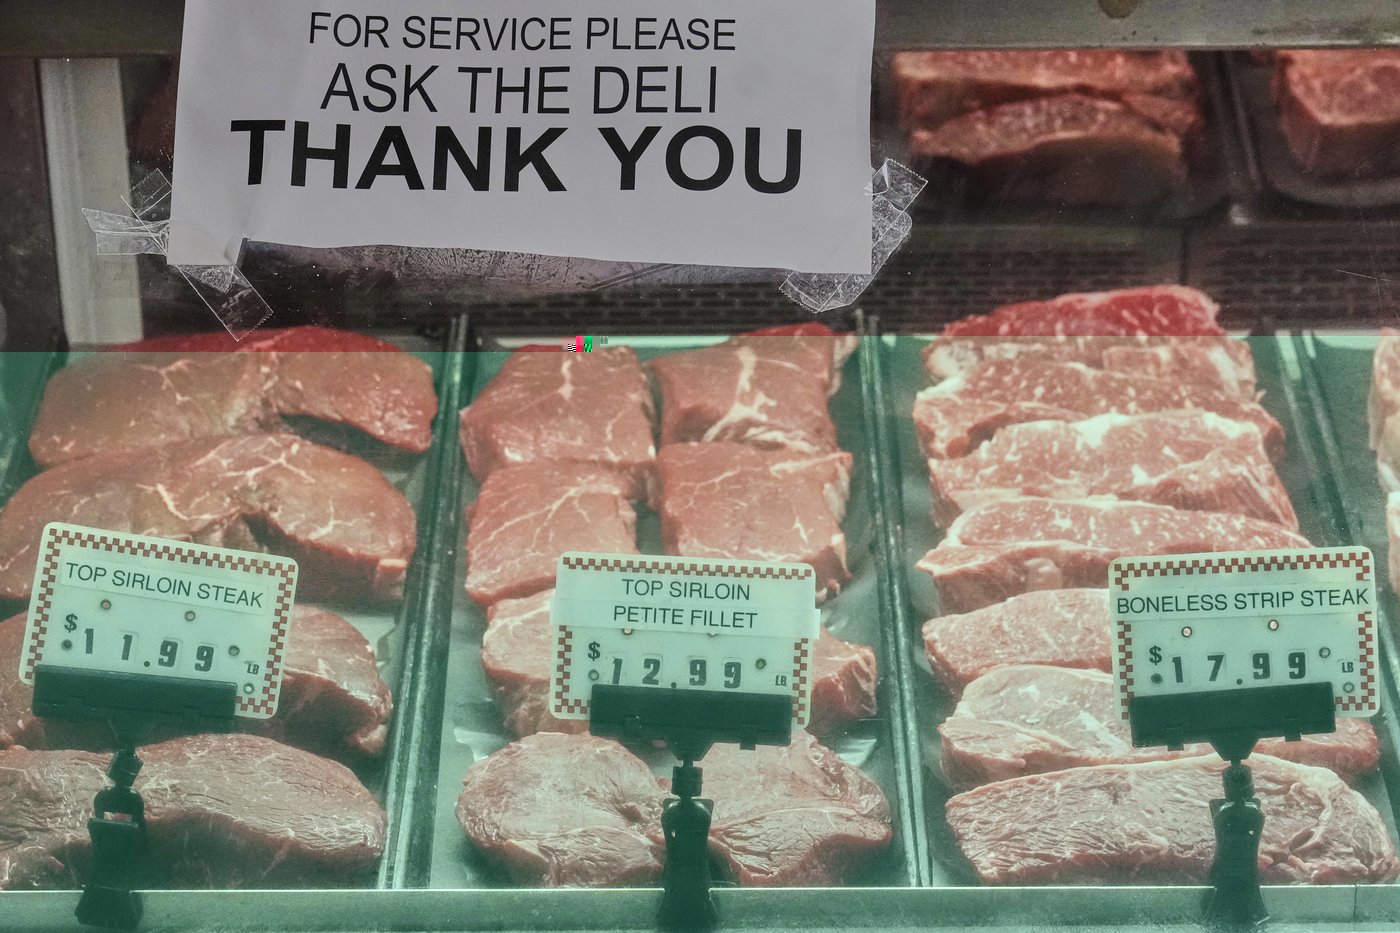 FOR SERVICE PLEASE
ASK THE DELI
THANK YOU
TOP SIRLOIN STEAK
$11.99 LB
TOP SIRLOIN
PETITE FILLET
$12.99 LB
BONELESS STRIP STEAK
$17.99 LB